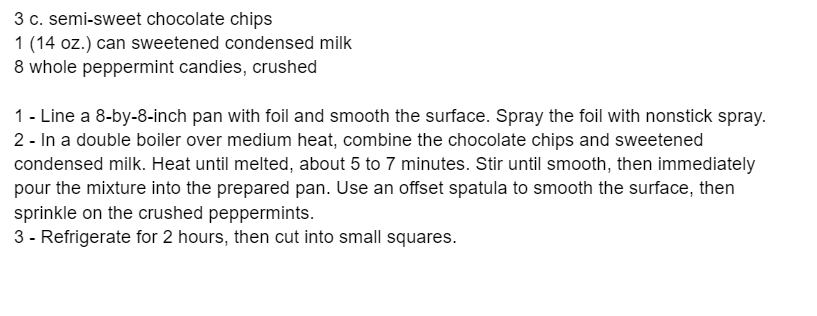 3 c. semi-sweet chocolate chips
1 (14 oz.) can sweetened condensed milk
8 whole peppermint candies, crushed
1 - Line a 8-by-8-inch pan with foil and smooth the surface. Spray the foil with nonstick spray.
2 - In a double boiler over medium heat, combine the chocolate chips and sweetened
condensed milk. Heat until melted, about 5 to 7 minutes. Stir until smooth, then immediately
pour the mixture into the prepared pan. Use an offset spatula to smooth the surface, then
sprinkle on the crushed peppermints.
3 - Refrigerate for 2 hours, then cut into small squares.